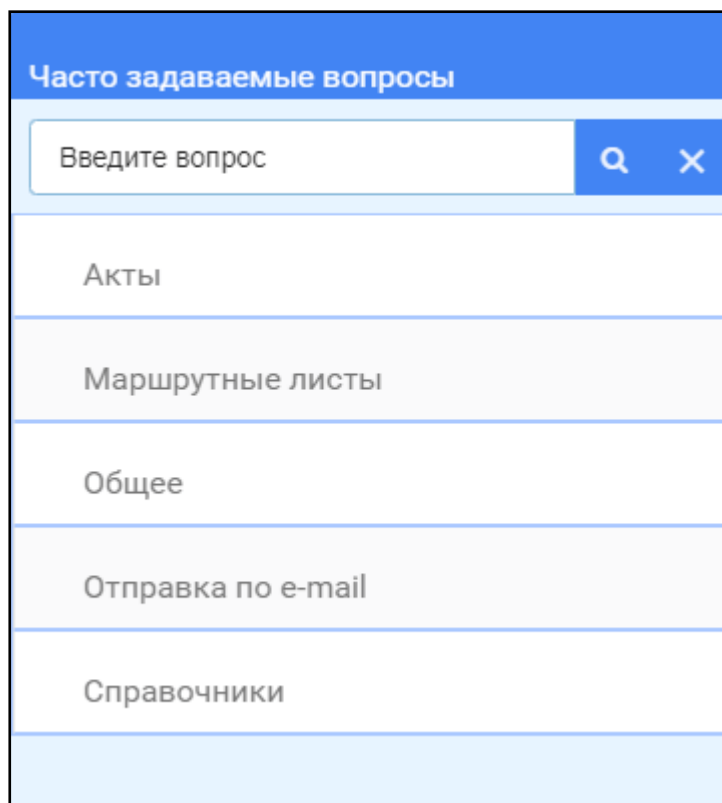 Часто задаваемые вопросы
Введите вопрос
Акты
Маршрутные листы
Общее
Отправка по e-mail
Справочники